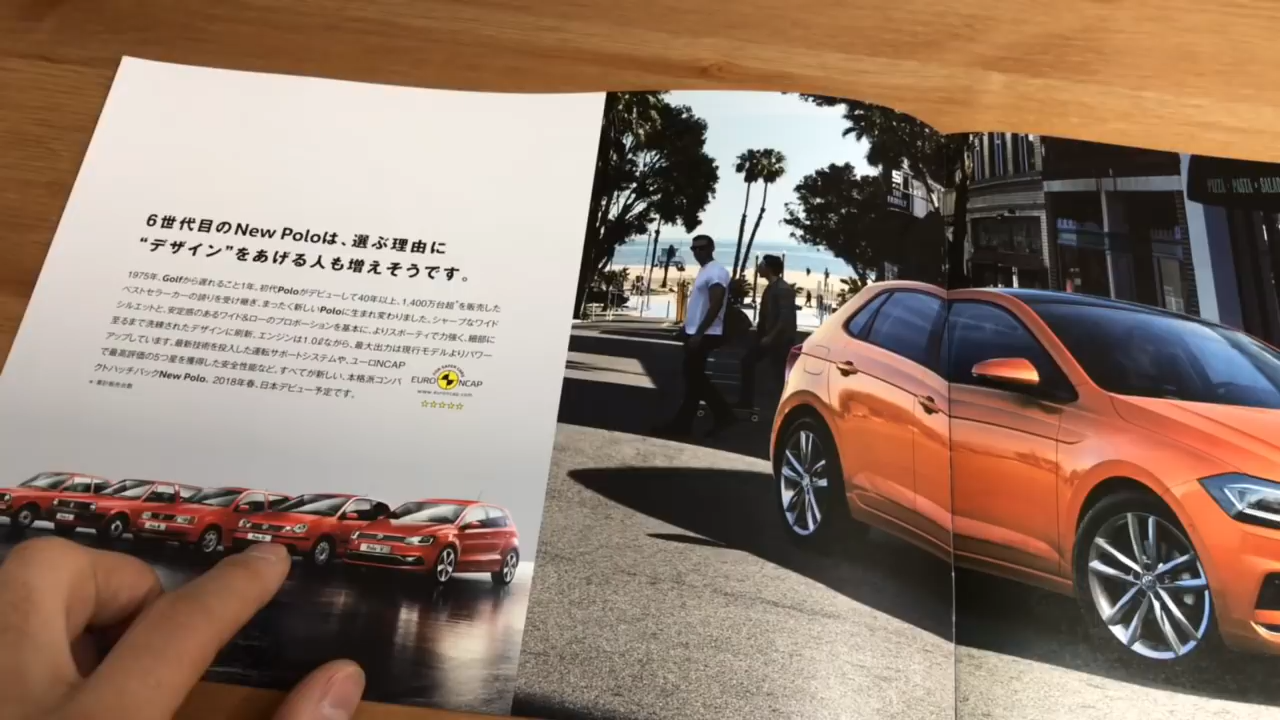 6世代目のNew Poloは、選ぶ理由に
“デザイン”をあげる人も増えそうです。
1975年、Golfから遅れること1年。初代Poloがデビューして40年以上、1,400万台超*を販売した
ベストセラーカーの誇りを受け継ぎ、まったく新しいPoloに生まれ変わりました。シャープなワイド
シルエットと、安定感のあるワイド&ローのプロポーションを基本に、よりスポーティで力強く、細部に
至るまで洗練されたデザインに刷新。エンジンは1.0ℓながら、最大出力は現行モデルよりパワー
アップしています。最新技術を投入した運転サポートシステムや、ユーロNCAP
で最高評価の5つ星を獲得した安全性能など、すべてが新しい、本格派コンパ
クトハッチバックNew Polo。2018年春、日本デビュー予定です。
* 累計販売台数
FOR SAFER CARS
EURO NCAP
www.euroncap.com
Polo V
THE
FAMILY
PIZZA · PASTA · SALAD